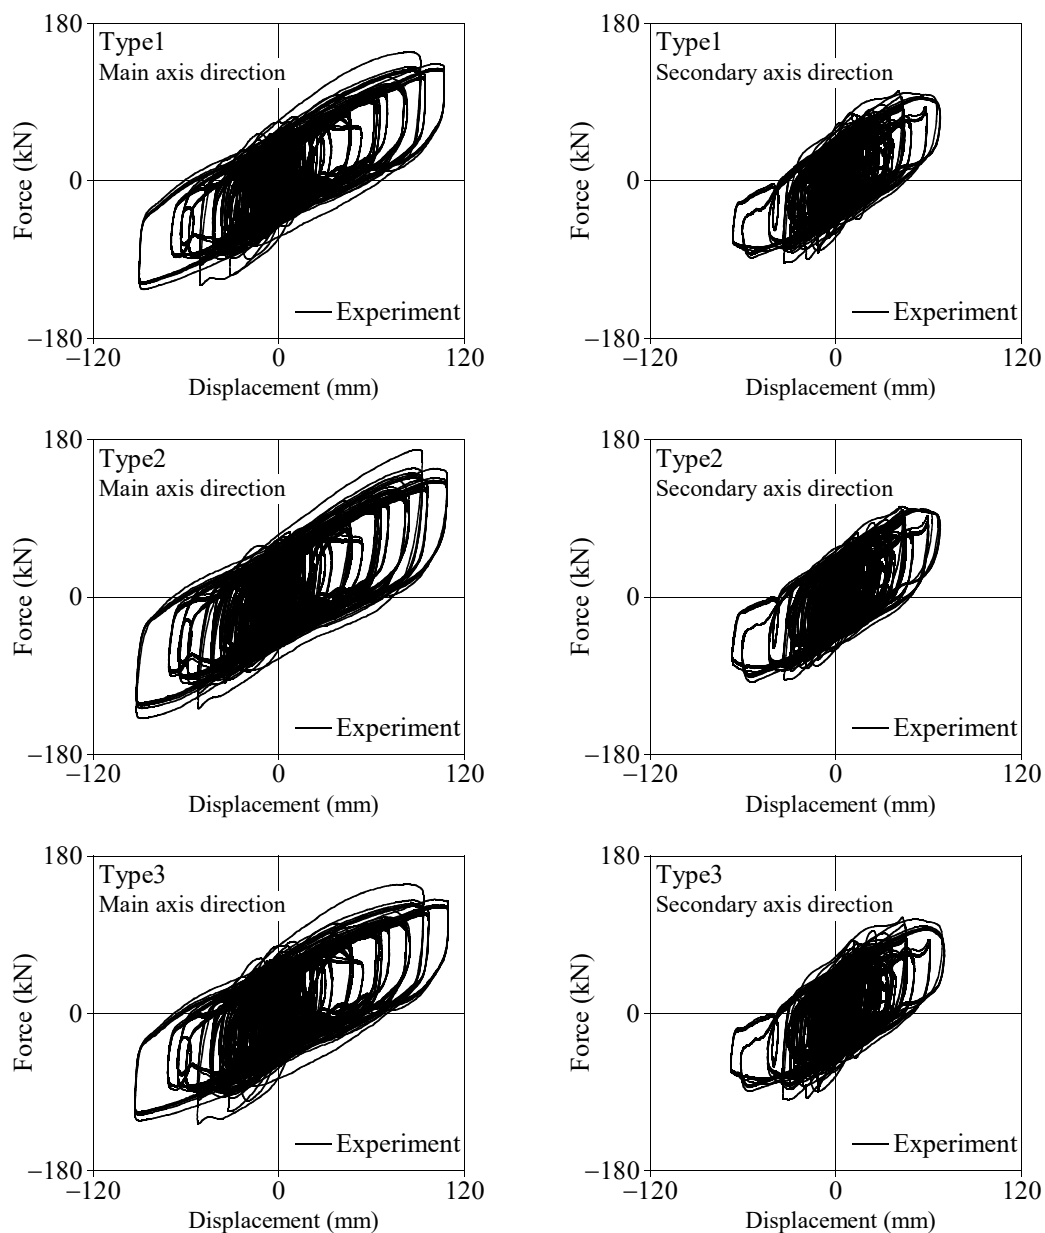 180
Type1
Main axis direction
Force (kN)
0
Experiment
−180
−120
0
120
Displacement (mm)
180
Type1
Secondary axis direction
Force (kN)
0
Experiment
−180
−120
0
120
Displacement (mm)
180
Type2
Main axis direction
Force (kN)
0
Experiment
−180
−120
0
120
Displacement (mm)
180
Type2
Secondary axis direction
Force (kN)
0
Experiment
−180
−120
0
120
Displacement (mm)
180
Type3
Main axis direction
Force (kN)
0
Experiment
−180
−120
0
120
Displacement (mm)
180
Type3
Secondary axis direction
Force (kN)
0
Experiment
−180
−120
0
120
Displacement (mm)